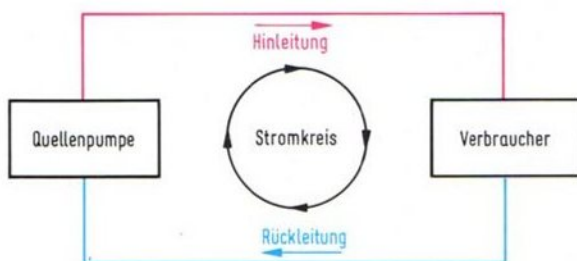 Hinleitung
Quellenpumpe
Stromkreis
Verbraucher
Rückleitung